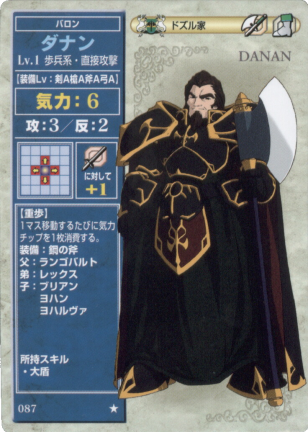 バロン
ダナン
Lv.1 歩兵系・直接攻撃
[装備Lv:剣A槍A斧A弓A]
気力:6
攻:3/反:2
に対して
+1
【重歩】
1マス移動するたびに気力
チップを1枚消費する。
装備:鋼の斧
父:ランゴバルト
弟:レックス
子:ブリアン
ヨハン
ヨハルヴァ
所持スキル
・大盾
087
★
ドズル家
DANAN